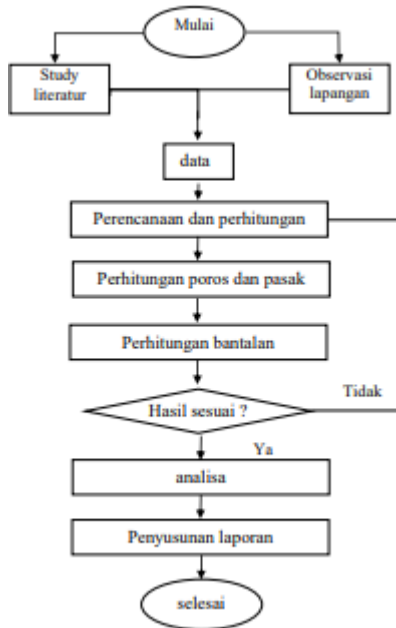 Mulai
Study
literatur
Observasi
lapangan
data
Perencanaan dan perhitungan
Perhitungan poros dan pasak
Perhitungan bantalan
Hasil sesuai ?
Tidak
Ya
analisa
Penyusunan laporan
selesai